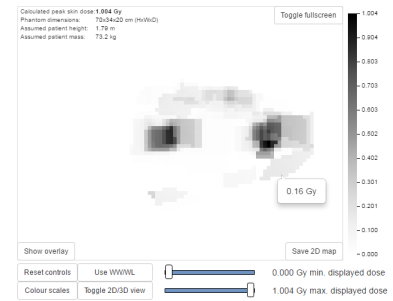 Calculated peak skin dose:1.004 Gy
Phantom dimensions: 70x34x20 cm (HxWxD)
Assumed patient height: 1.79 m
Assumed patient mass: 73.2 kg
Toggle fullscreen
1.004
0.904
0.803
0.703
0.602
0.502
0.402
0.301
0.201
0.100
0.000
0.16 Gy
Show overlay
Save 2D map
Reset controls
Use WW/WL
0.000 Gy min. displayed dose
Colour scales
Toggle 2D/3D view
1.004 Gy max. displayed dose